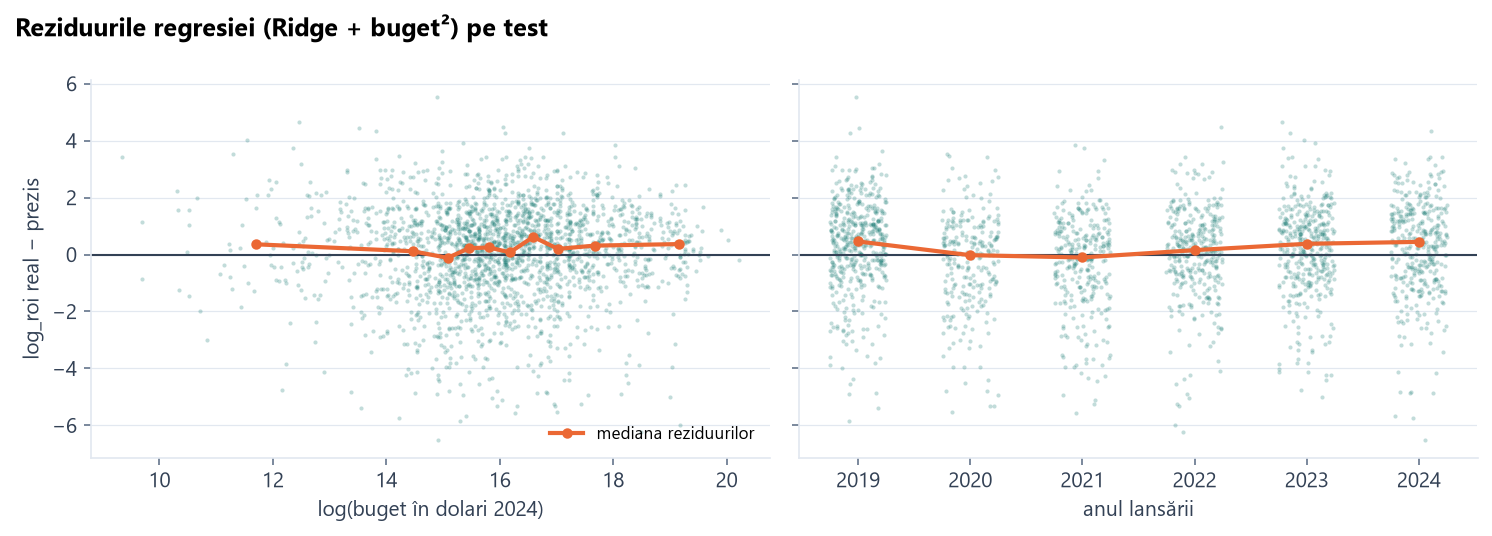 Reziduurile regresiei (Ridge + buget²) pe test
log_roi real − prezis
6
4
2
0
−2
−4
−6
mediana reziduurilor
10 12 14 16 18 20
log(buget în dolari 2024)
2019 2020 2021 2022 2023 2024
anul lansării